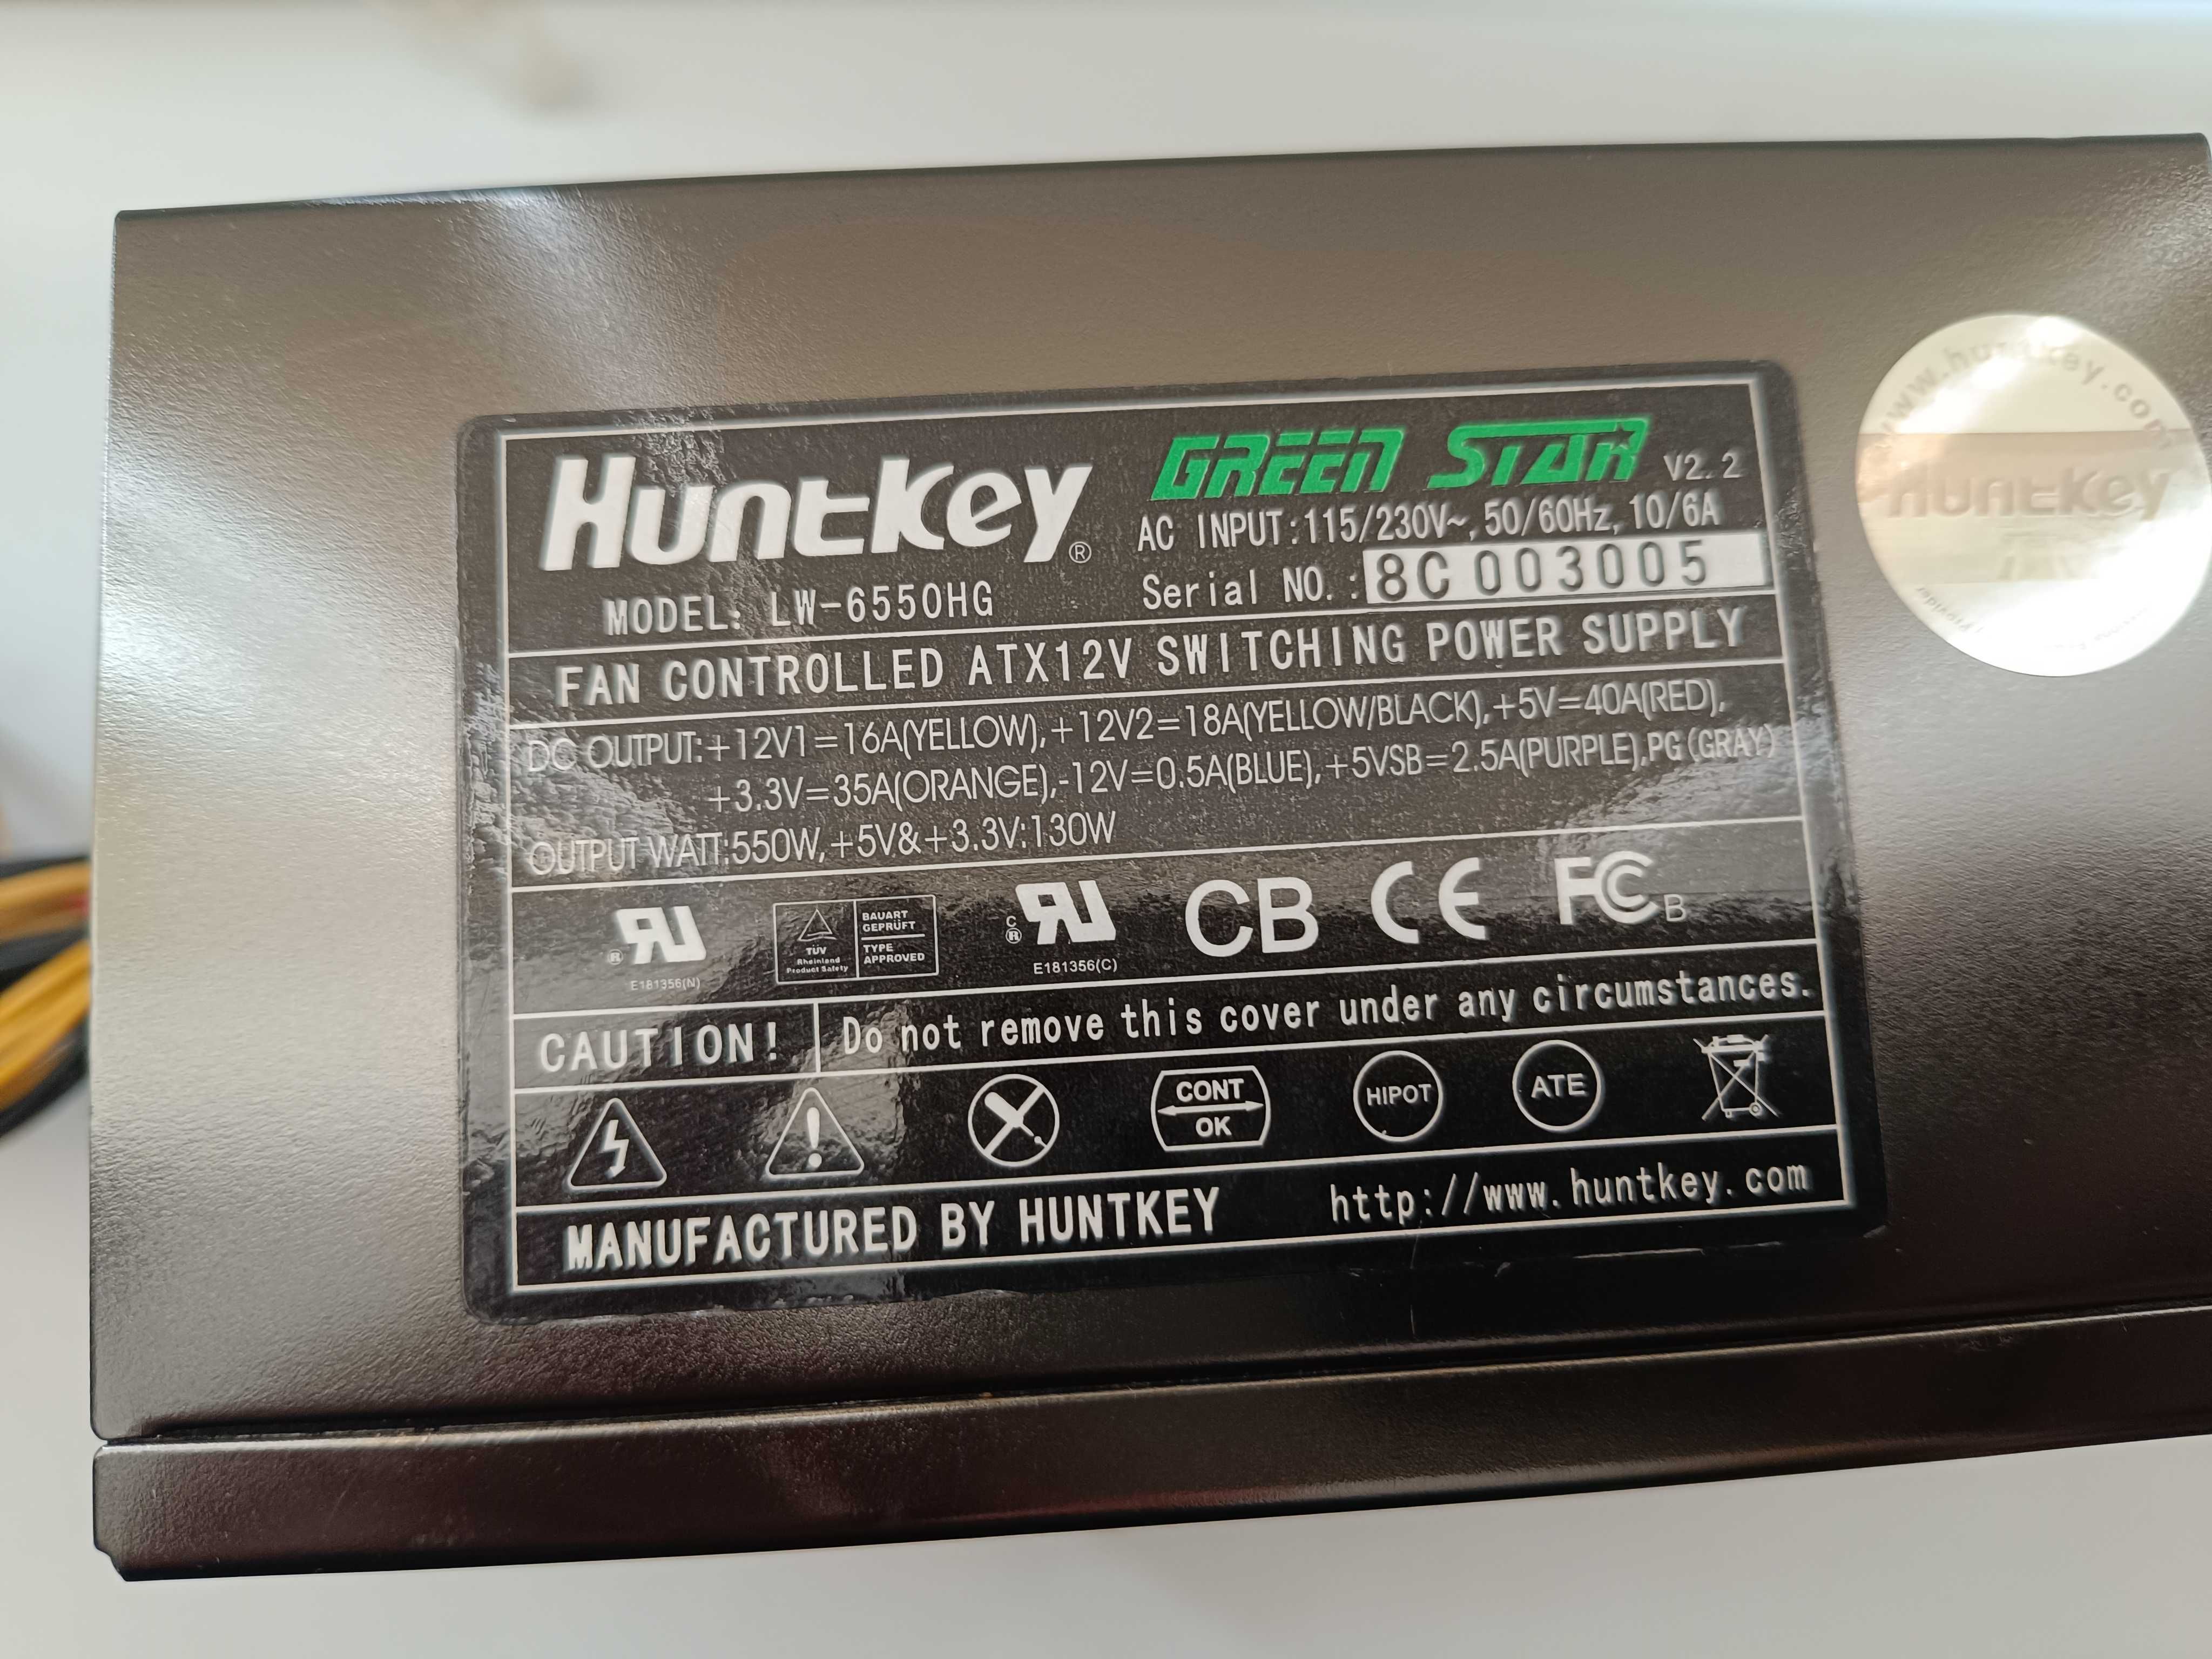 Huntkey® GREEN STAR V2.2
AC INPUT:115/230V~, 50/60Hz, 10/6A
MODEL: LW-6550HG Serial NO.: 8C 003005
FAN CONTROLLED ATX12V SWITCHING POWER SUPPLY
DC OUTPUT:+12V1=16A(YELLOW),+12V2=18A(YELLOW/BLACK),+5V=40A(RED),
+3.3V=35A(ORANGE),-12V=0.5A(BLUE),+5VSB=2.5A(PURPLE),PG(GRAY)
OUTPUT WATT:550W,+5V&+3.3V:130W
RU ®
E181356(N)
TÜV
Rheinland
Product Safety
BAUART
GEPRÜFT
TYPE
APPROVED
C RU ®
E181356(C)
CB CE FC B
CAUTION! Do not remove this cover under any circumstances.
CONT
OK
HIPOT
ATE
MANUFACTURED BY HUNTKEY http://www.huntkey.com
www.huntkey.com
Huntkey